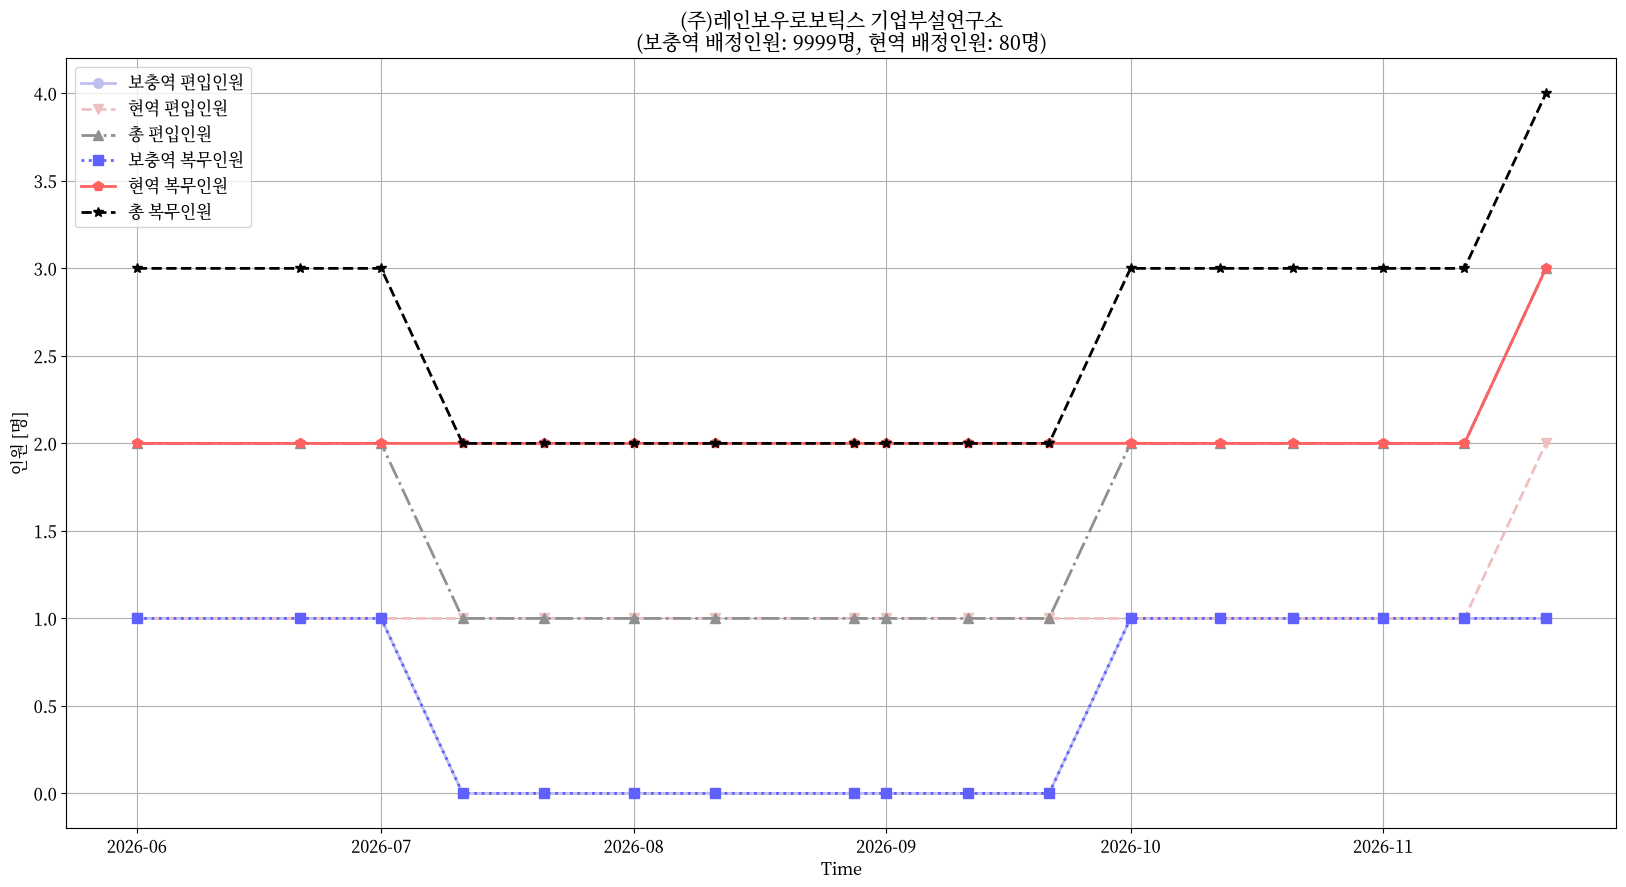 (주)레인보우로보틱스 기업부설연구소
(보충역 배정인원: 9999명, 현역 배정인원: 80명)
보충역 편입인원
현역 편입인원
총 편입인원
보충역 복무인원
현역 복무인원
총 복무인원
4.0
3.5
3.0
2.5
2.0
1.5
1.0
0.5
0.0
인원 [명]
2026-06 2026-07 2026-08 2026-09 2026-10 2026-11
Time